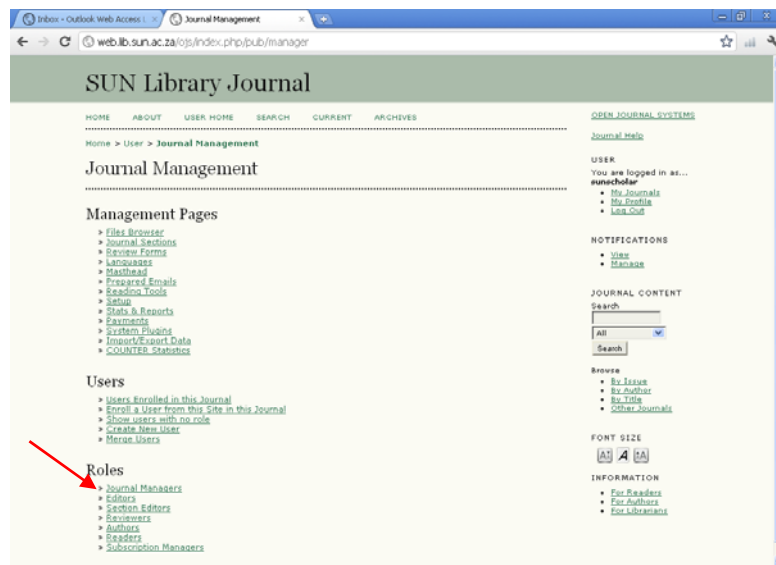 Inbox - Outlook Web Access L
Journal Management
web.lib.sun.ac.za/ojs/index.php/pub/manager
SUN Library Journal
HOME ABOUT USER HOME SEARCH CURRENT ARCHIVES
Home > User > Journal Management
Journal Management
Management Pages
» Files Browser
» Journal Sections
» Review Forms
» Languages
» Masthead
» Prepared Emails
» Reading Tools
» Setup
» Stats & Reports
» Payments
» System Plugins
» Import/Export Data
» COUNTER Statistics
Users
» Users Enrolled in this Journal
» Enroll a User from this Site in this Journal
» Show users with no role
» Create New User
» Merge Users
Roles
» Journal Managers
» Editors
» Section Editors
» Reviewers
» Authors
» Readers
» Subscription Managers
OPEN JOURNAL SYSTEMS
Journal Help
USER
You are logged in as...
sunscholar
My Journals
My Profile
Log Out
NOTIFICATIONS
View
Manage
JOURNAL CONTENT
Search
All
Search
Browse
By Issue
By Author
By Title
Other Journals
FONT SIZE
A A A
INFORMATION
For Readers
For Authors
For Librarians